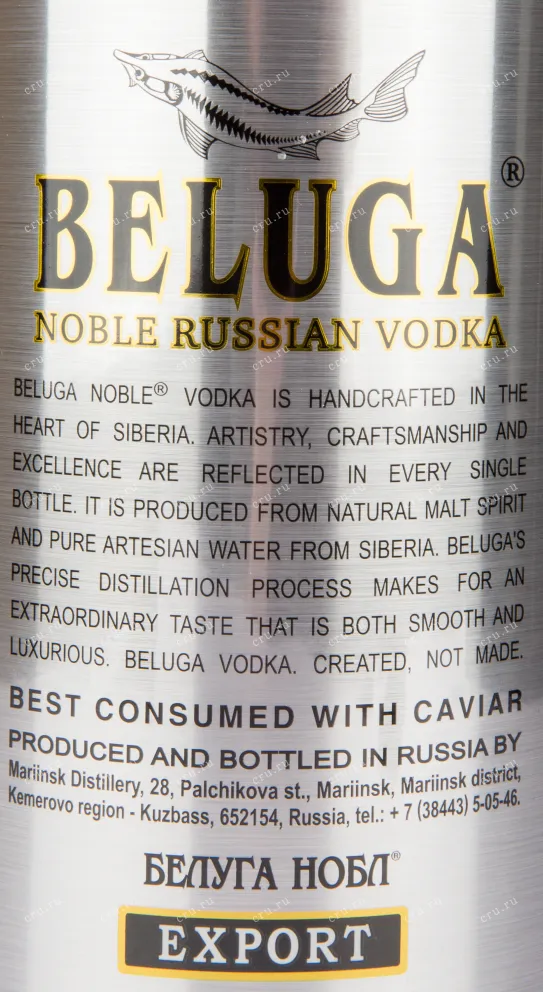 BELUGA®
NOBLE RUSSIAN VODKA
BELUGA NOBLE® VODKA IS HANDCRAFTED IN THE
HEART OF SIBERIA. ARTISTRY, CRAFTSMANSHIP AND
EXCELLENCE ARE REFLECTED IN EVERY SINGLE
BOTTLE. IT IS PRODUCED FROM NATURAL MALT SPIRIT
AND PURE ARTESIAN WATER FROM SIBERIA. BELUGA'S
PRECISE DISTILLATION PROCESS MAKES FOR AN
EXTRAORDINARY TASTE THAT IS BOTH SMOOTH AND
LUXURIOUS. BELUGA VODKA. CREATED, NOT MADE.
BEST CONSUMED WITH CAVIAR
PRODUCED AND BOTTLED IN RUSSIA BY
Mariinsk Distillery, 28, Palchikova st., Mariinsk, Mariinsk district,
Kemerovo region - Kuzbass, 652154, Russia, tel.: + 7 (38443) 5-05-46.
БЕЛУГА НОБЛ®
EXPORT
cru.ru